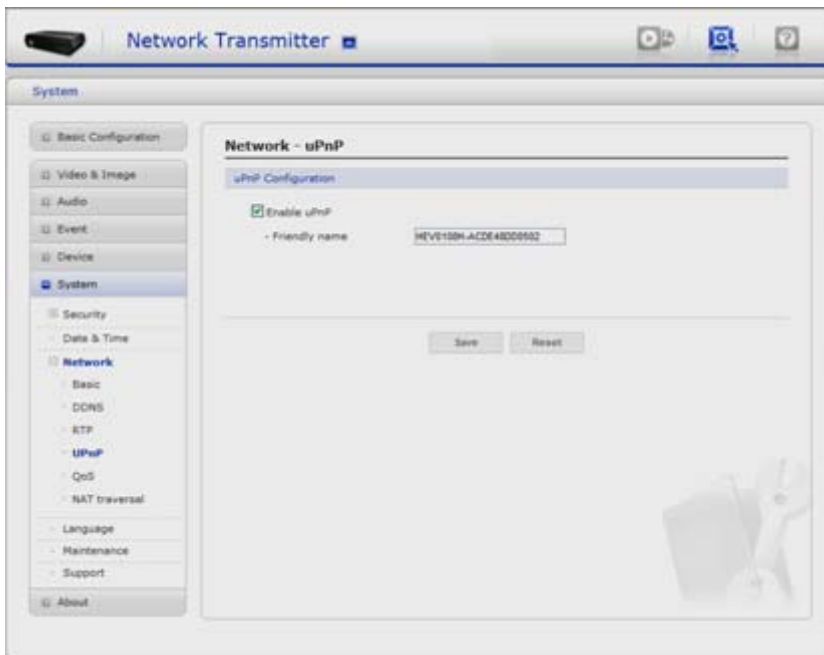 Network Transmitter
System
Basic Configuration
Video & Image
Audio
Event
Device
System
Security
Date & Time
Network
Basic
DDNS
RTP
UPnP
QoS
NAT traversal
Language
Maintenance
Support
About
Network - uPnP
uPnP Configuration
Enable uPnP
- Friendly name
Save
Reset